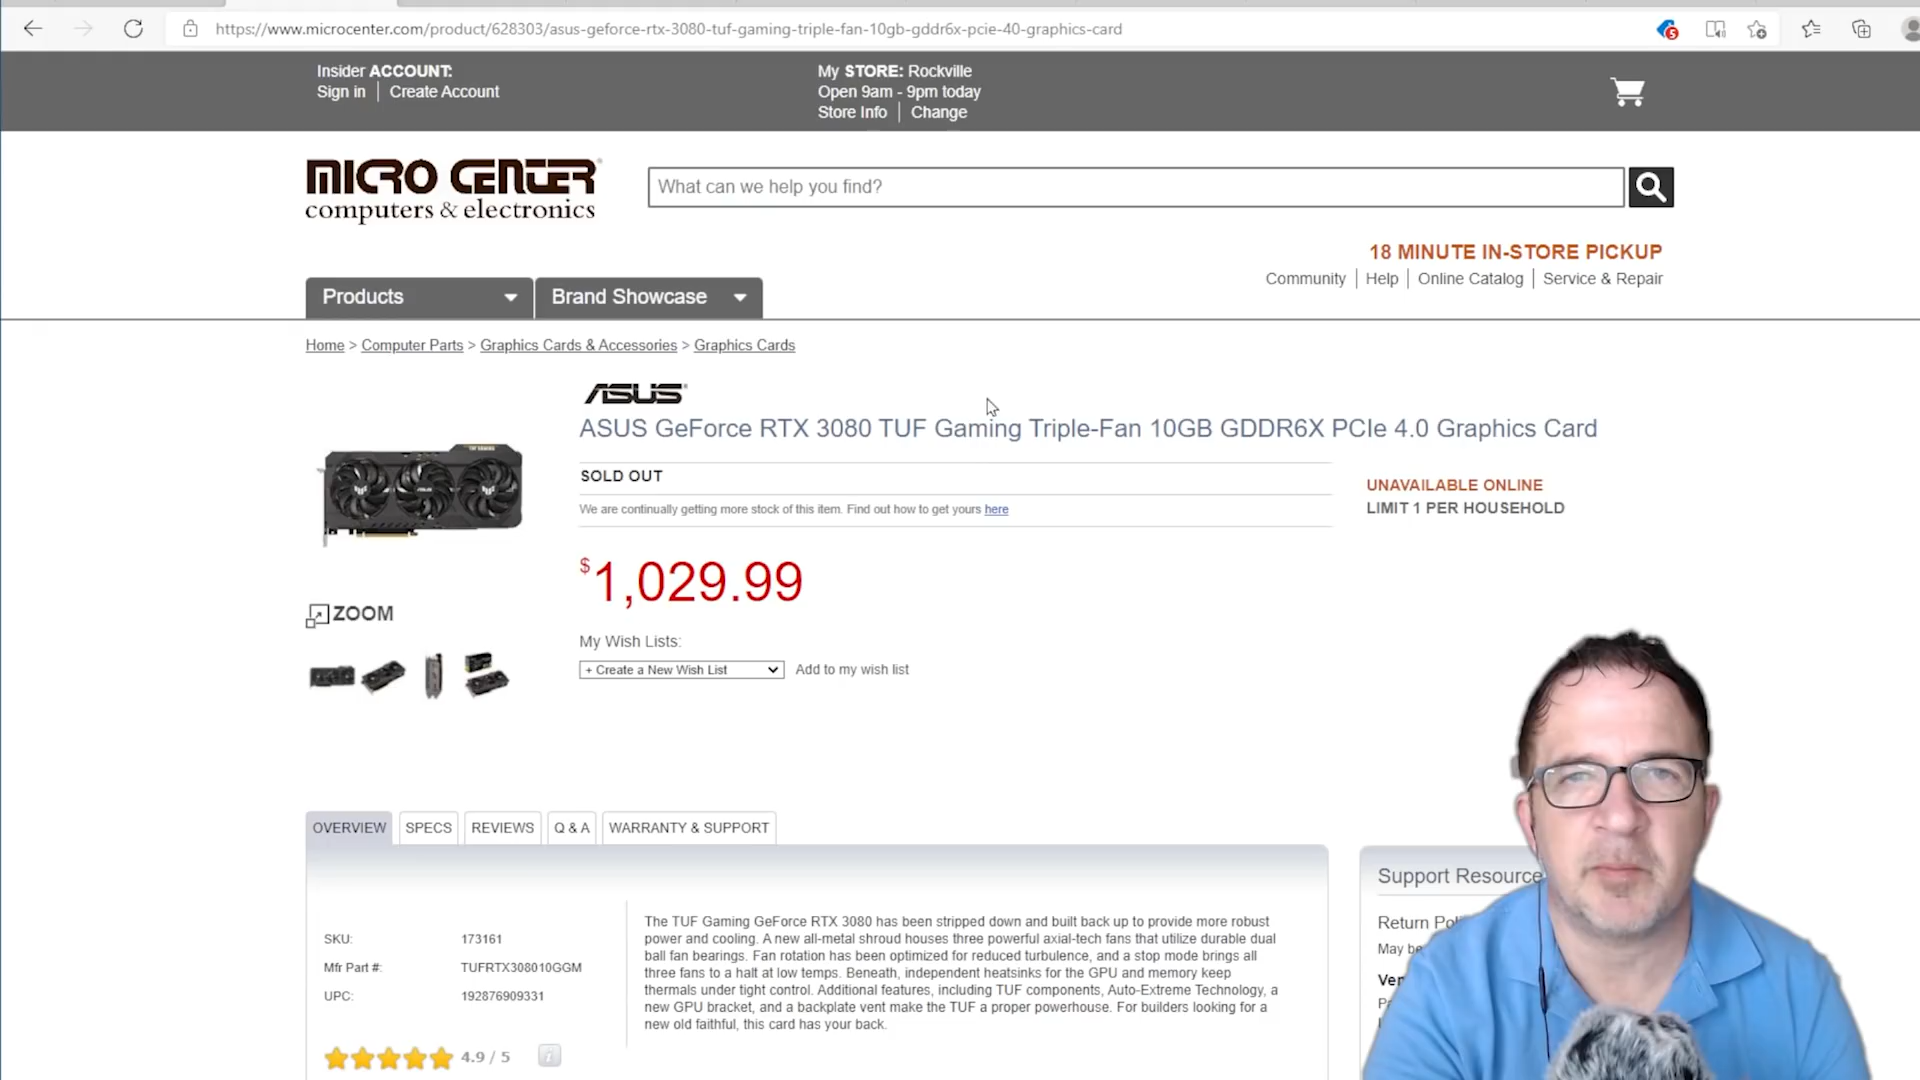 https://www.microcenter.com/product/628303/asus-geforce-rtx-3080-tuf-gaming-triple-fan-10gb-gddr6x-pcie-40-graphics-card
5
Insider ACCOUNT:
Sign in | Create Account
My STORE: Rockville
Open 9am - 9pm today
Store Info | Change
MICRO CENTER
computers & electronics
What can we help you find?
18 MINUTE IN-STORE PICKUP
Community | Help | Online Catalog | Service & Repair
Products
Brand Showcase
Home > Computer Parts > Graphics Cards & Accessories > Graphics Cards
ASUS
ASUS GeForce RTX 3080 TUF Gaming Triple-Fan 10GB GDDR6X PCIe 4.0 Graphics Card
SOLD OUT
We are continually getting more stock of this item. Find out how to get yours here
UNAVAILABLE ONLINE
LIMIT 1 PER HOUSEHOLD
$1,029.99
ZOOM
My Wish Lists:
+ Create a New Wish List
Add to my wish list
OVERVIEW
SPECS
REVIEWS
Q & A
WARRANTY & SUPPORT
SKU: 173161
Mfr Part #: TUFRTX308010GGM
UPC: 192876909331
4.9 / 5
The TUF Gaming GeForce RTX 3080 has been stripped down and built back up to provide more robust
power and cooling. A new all-metal shroud houses three powerful axial-tech fans that utilize durable dual
ball fan bearings. Fan rotation has been optimized for reduced turbulence, and a stop mode brings all
three fans to a halt at low temps. Beneath, independent heatsinks for the GPU and memory keep
thermals under tight control. Additional features, including TUF components, Auto-Extreme Technology, a
new GPU bracket, and a backplate vent make the TUF a proper powerhouse. For builders looking for a
new old faithful, this card has your back.
Support Resource
Return Pol
May be
Ven